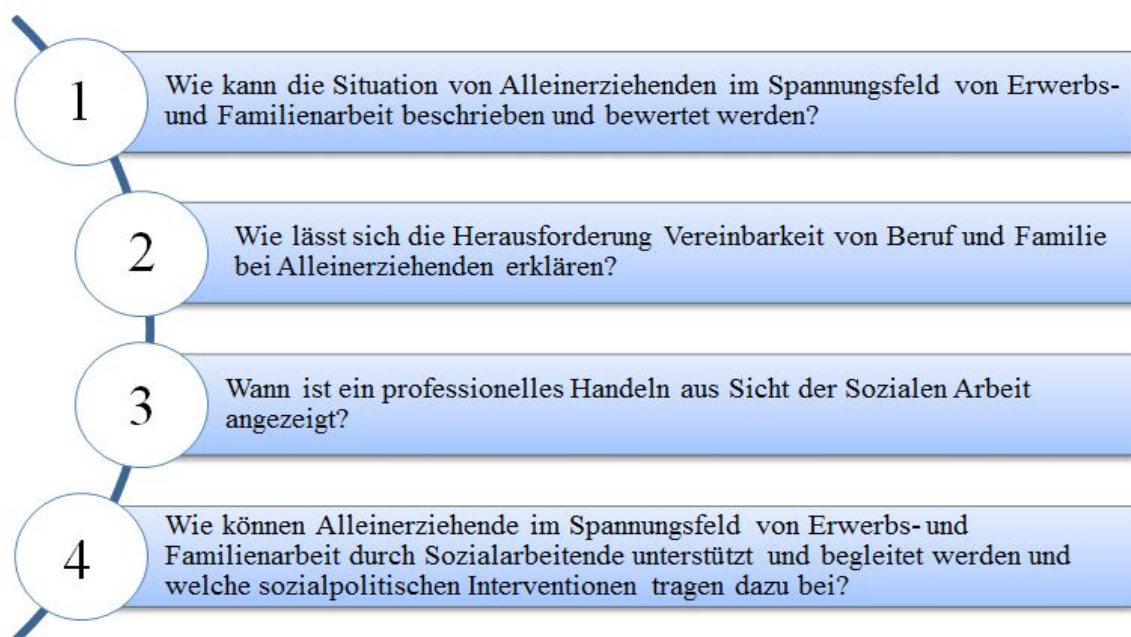 1
Wie kann die Situation von Alleinerziehenden im Spannungsfeld von Erwerbs-
und Familienarbeit beschrieben und bewertet werden?
2
Wie lässt sich die Herausforderung Vereinbarkeit von Beruf und Familie
bei Alleinerziehenden erklären?
3
Wann ist ein professionelles Handeln aus Sicht der Sozialen Arbeit
angezeigt?
4
Wie können Alleinerziehende im Spannungsfeld von Erwerbs- und
Familienarbeit durch Sozialarbeitende unterstützt und begleitet werden und
welche sozialpolitischen Interventionen tragen dazu bei?